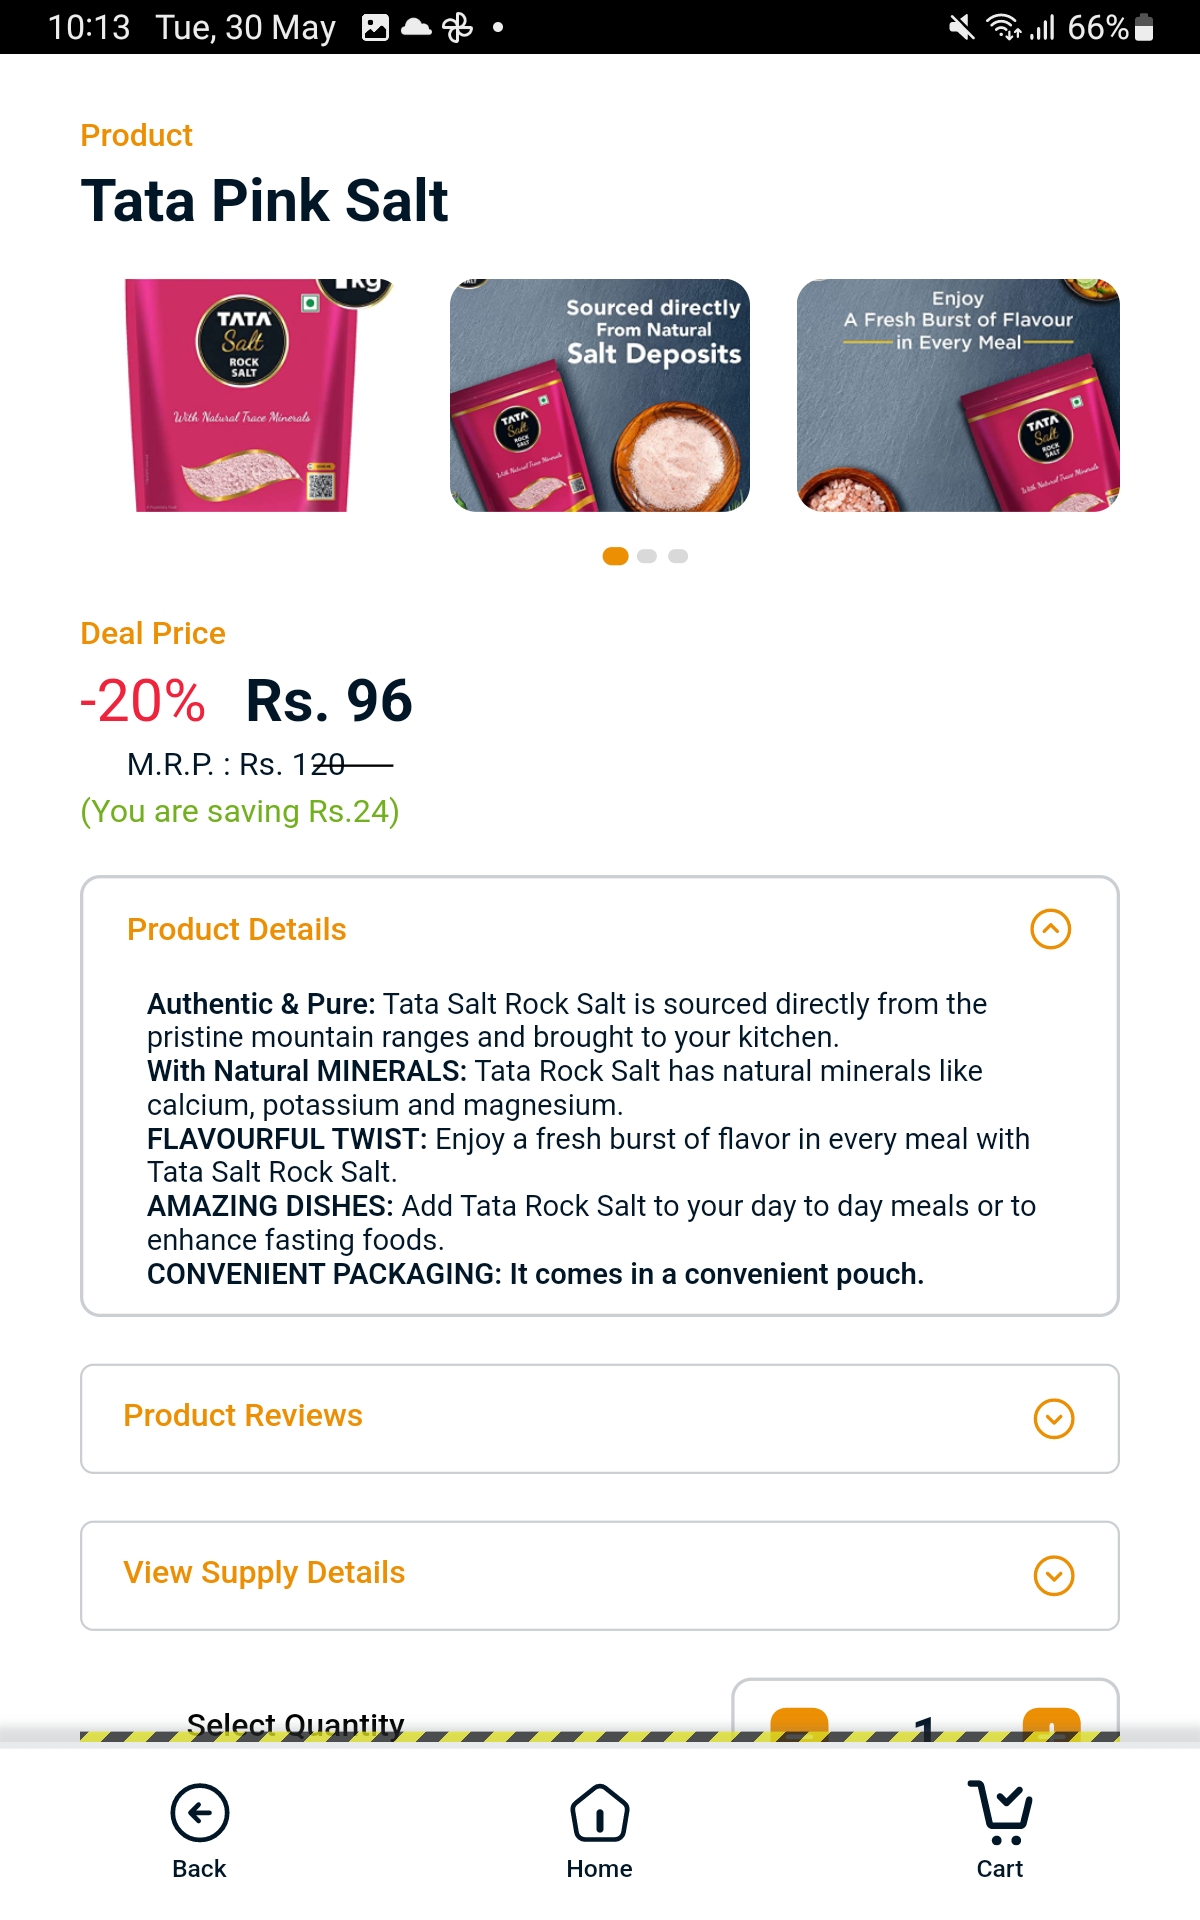 10:13 Tue, 30 May 66%
Product
Tata Pink Salt
1kg
TATA
Salt
ROCK
SALT
With Natural Trace Minerals
Sourced directly
From Natural
Salt Deposits
TATA
Salt
ROCK
SALT
With Natural Trace Minerals
Enjoy
A Fresh Burst of Flavour
in Every Meal
TATA
Salt
ROCK
SALT
With Natural Trace Minerals
Deal Price
-20% Rs. 96
M.R.P. : Rs. 120
(You are saving Rs.24)
Product Details
Authentic & Pure: Tata Salt Rock Salt is sourced directly from the
pristine mountain ranges and brought to your kitchen.
With Natural MINERALS: Tata Rock Salt has natural minerals like
calcium, potassium and magnesium.
FLAVOURFUL TWIST: Enjoy a fresh burst of flavor in every meal with
Tata Salt Rock Salt.
AMAZING DISHES: Add Tata Rock Salt to your day to day meals or to
enhance fasting foods.
CONVENIENT PACKAGING: It comes in a convenient pouch.
Product Reviews
View Supply Details
Select Quantity 1
Back Home Cart